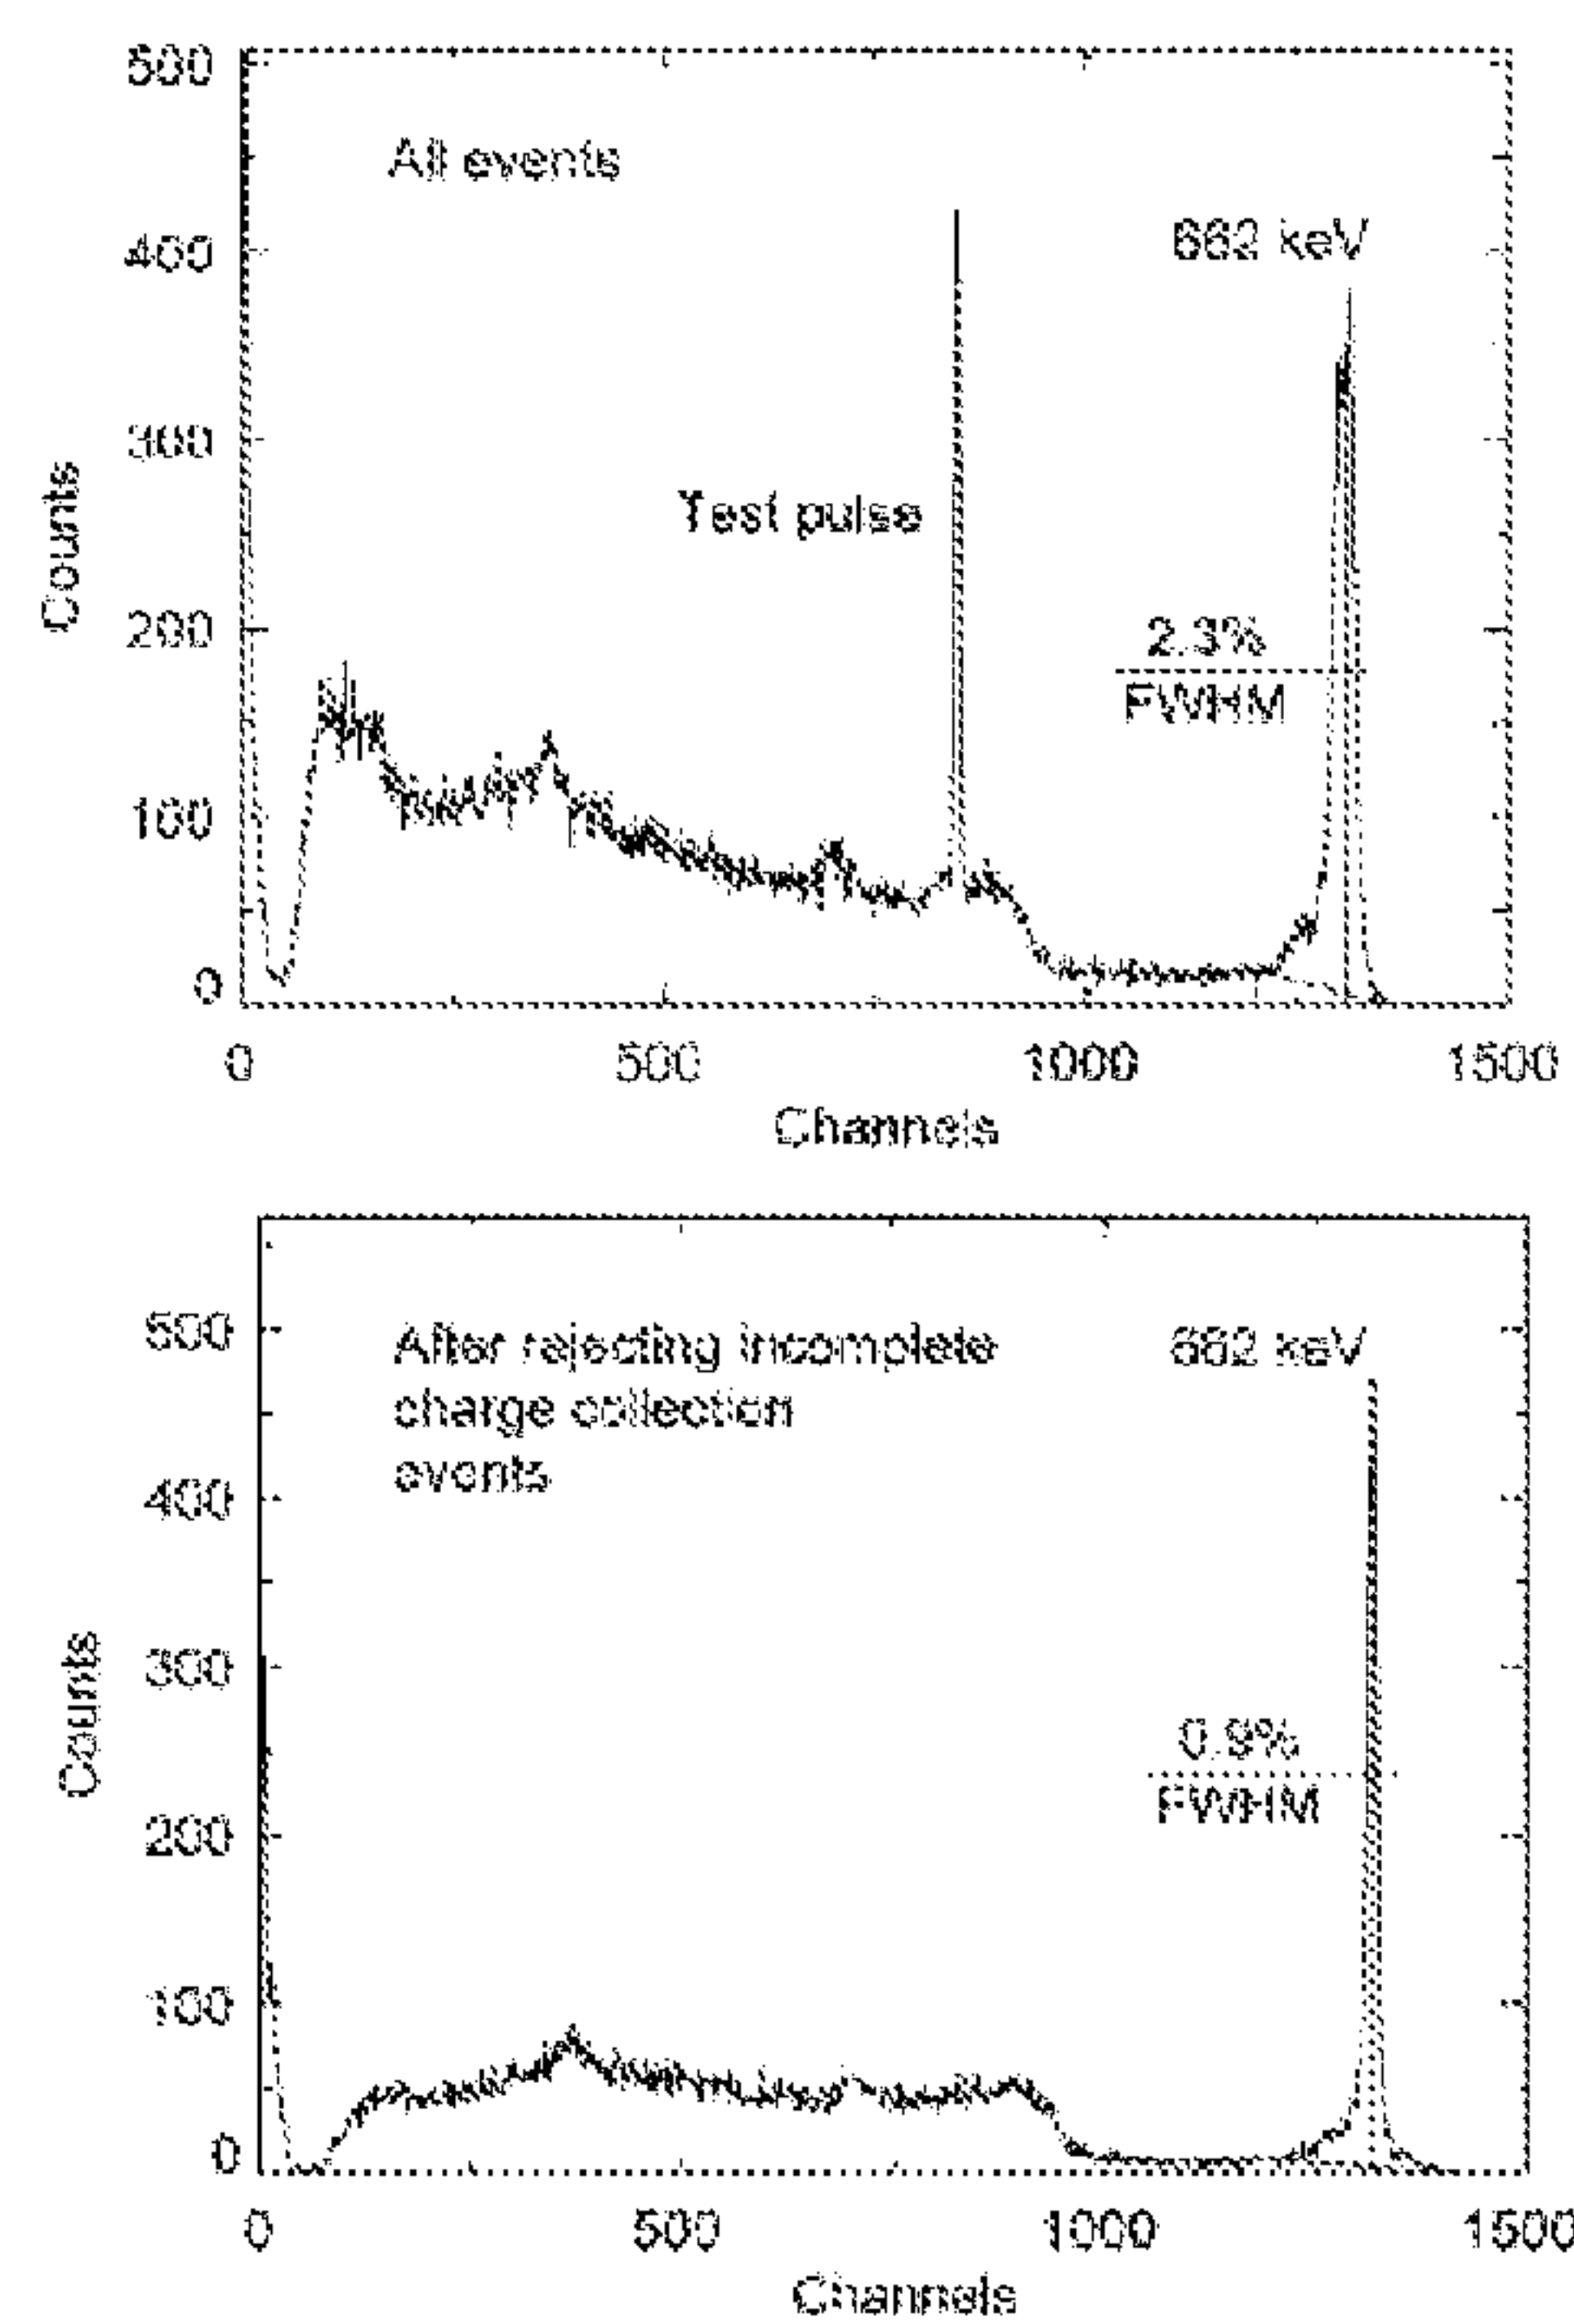 500
All events
400
662 keV
300
Test pulse
Counts
200
2.3%
FWHM
100
0
0 500 1000 1500
Channels
500
After rejecting incomplete
charge collection
events
662 keV
400
300
Counts
0.9%
FWHM
200
100
0
0 500 1000 1500
Channels